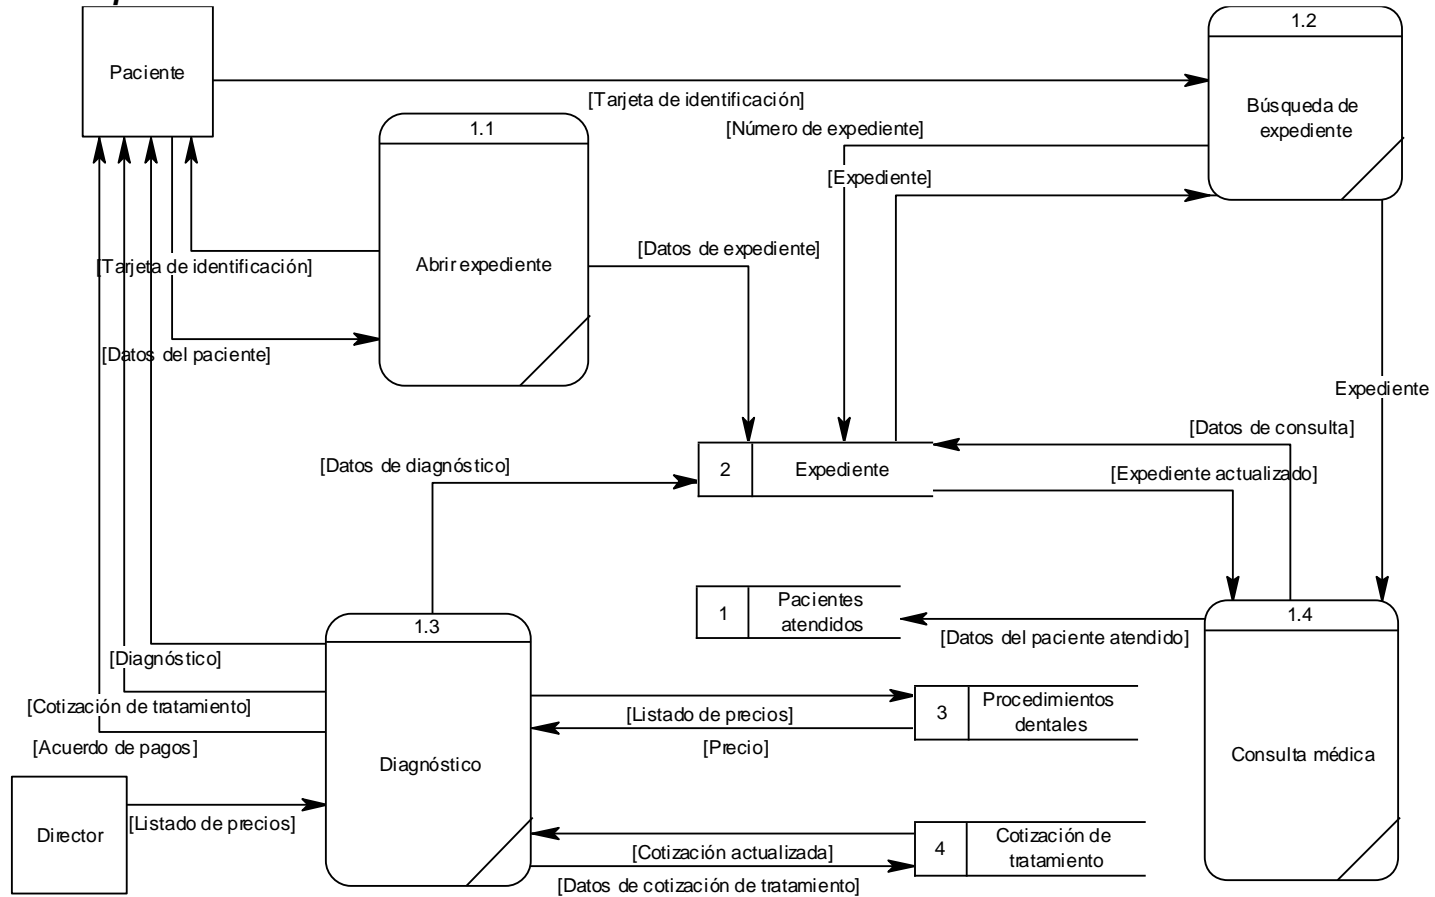 1.2
Paciente
[Tarjeta de identificación]
Búsqueda de
expediente
1.1
[Número de expediente]
[Expediente]
[Datos de expediente]
Abrir expediente
[Tarjeta de identificación]
[Datos del paciente]
Expediente
[Datos de consulta]
[Datos de diagnóstico]
2
Expediente
[Expediente actualizado]
1
Pacientes
atendidos
1.3
1.4
[Datos del paciente atendido]
[Diagnóstico]
[Cotización de tratamiento]
[Listado de precios]
3
Procedimientos
dentales
[Acuerdo de pagos]
[Precio]
Diagnóstico
Consulta médica
Director
[Listado de precios]
[Cotización actualizada]
4
Cotización de
tratamiento
[Datos de cotización de tratamiento]